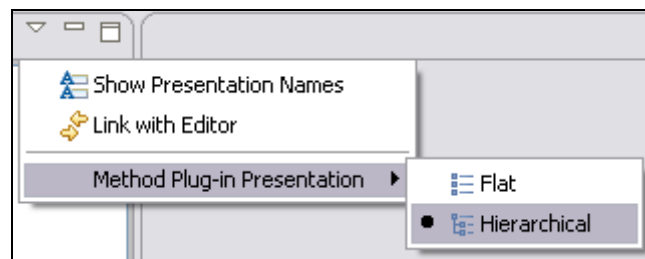 Show Presentation Names
Link with Editor
Method Plug-in Presentation
Flat
Hierarchical